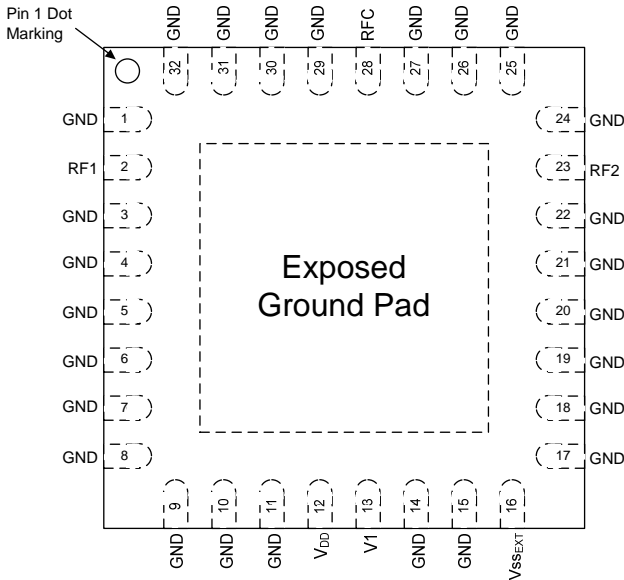 Pin 1 Dot
Marking
GND
GND
GND
GND
RFC
GND
GND
GND
32
31
30
29
28
27
26
25
GND 1
RF1 2
GND 3
GND 4
GND 5
GND 6
GND 7
GND 8
24 GND
23 RF2
22 GND
21 GND
20 GND
19 GND
18 GND
17 GND
Exposed
Ground Pad
9
10
11
12
13
14
15
16
GND
GND
GND
VDD
V1
GND
GND
VssEXT